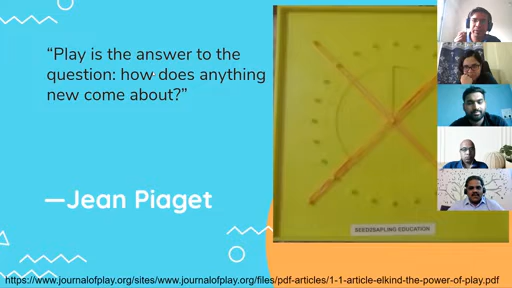 “Play is the answer to the
question: how does anything
new come about?”
—Jean Piaget
SEED2SAPLING EDUCATION
https://www.journalofplay.org/sites/www.journalofplay.org/files/pdf-articles/1-1-article-elkind-the-power-of-play.pdf